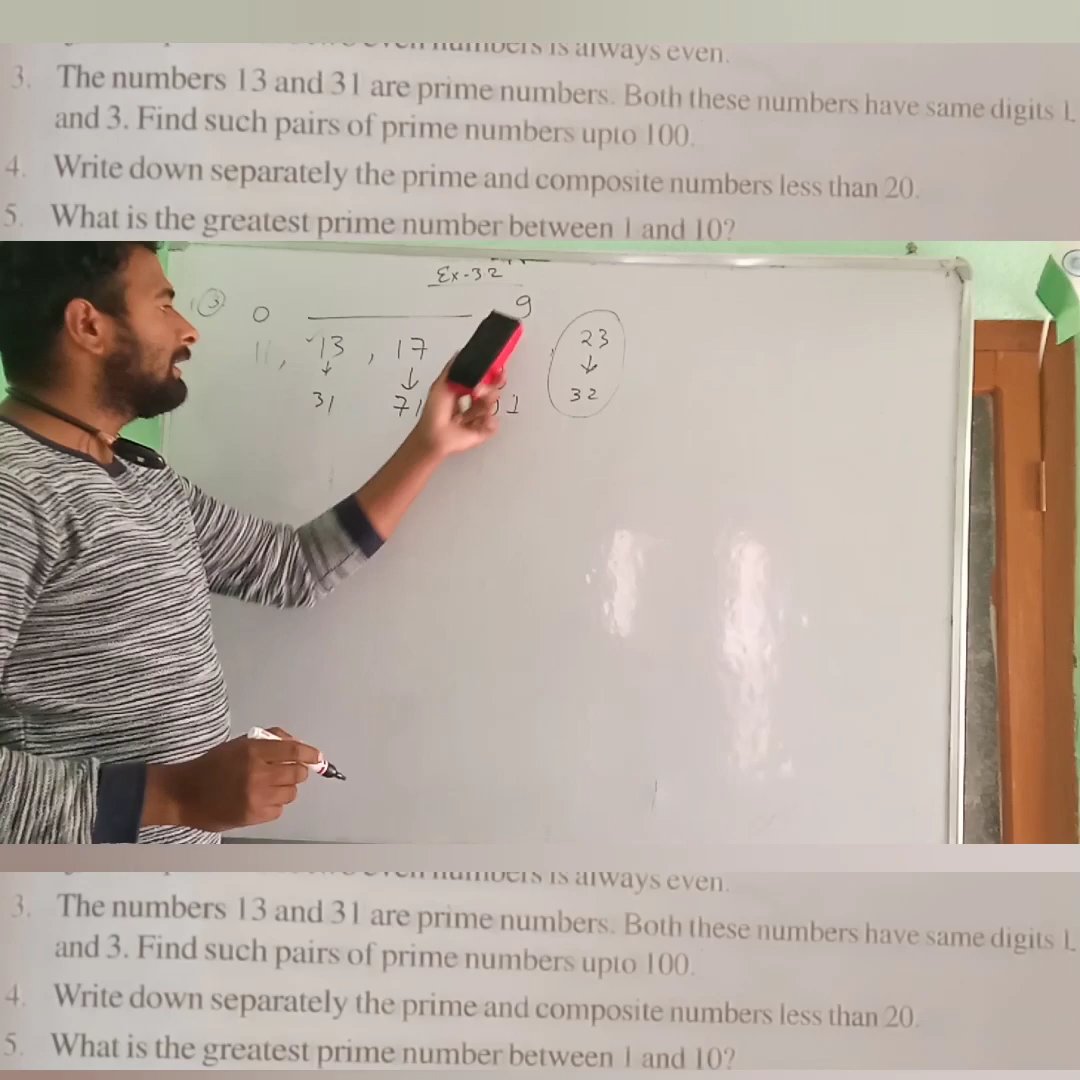 numbers is always even.
3. The numbers 13 and 31 are prime numbers. Both these numbers have same digits 1
and 3. Find such pairs of prime numbers upto 100.
4. Write down separately the prime and composite numbers less than 20.
5. What is the greatest prime number between 1 and 10?
Ex-32
3 0 9
11, 13, 17 23
↓ ↓ ↓
31 71 1 32
numbers is always even.
3. The numbers 13 and 31 are prime numbers. Both these numbers have same digits 1
and 3. Find such pairs of prime numbers upto 100.
4. Write down separately the prime and composite numbers less than 20.
5. What is the greatest prime number between 1 and 10?